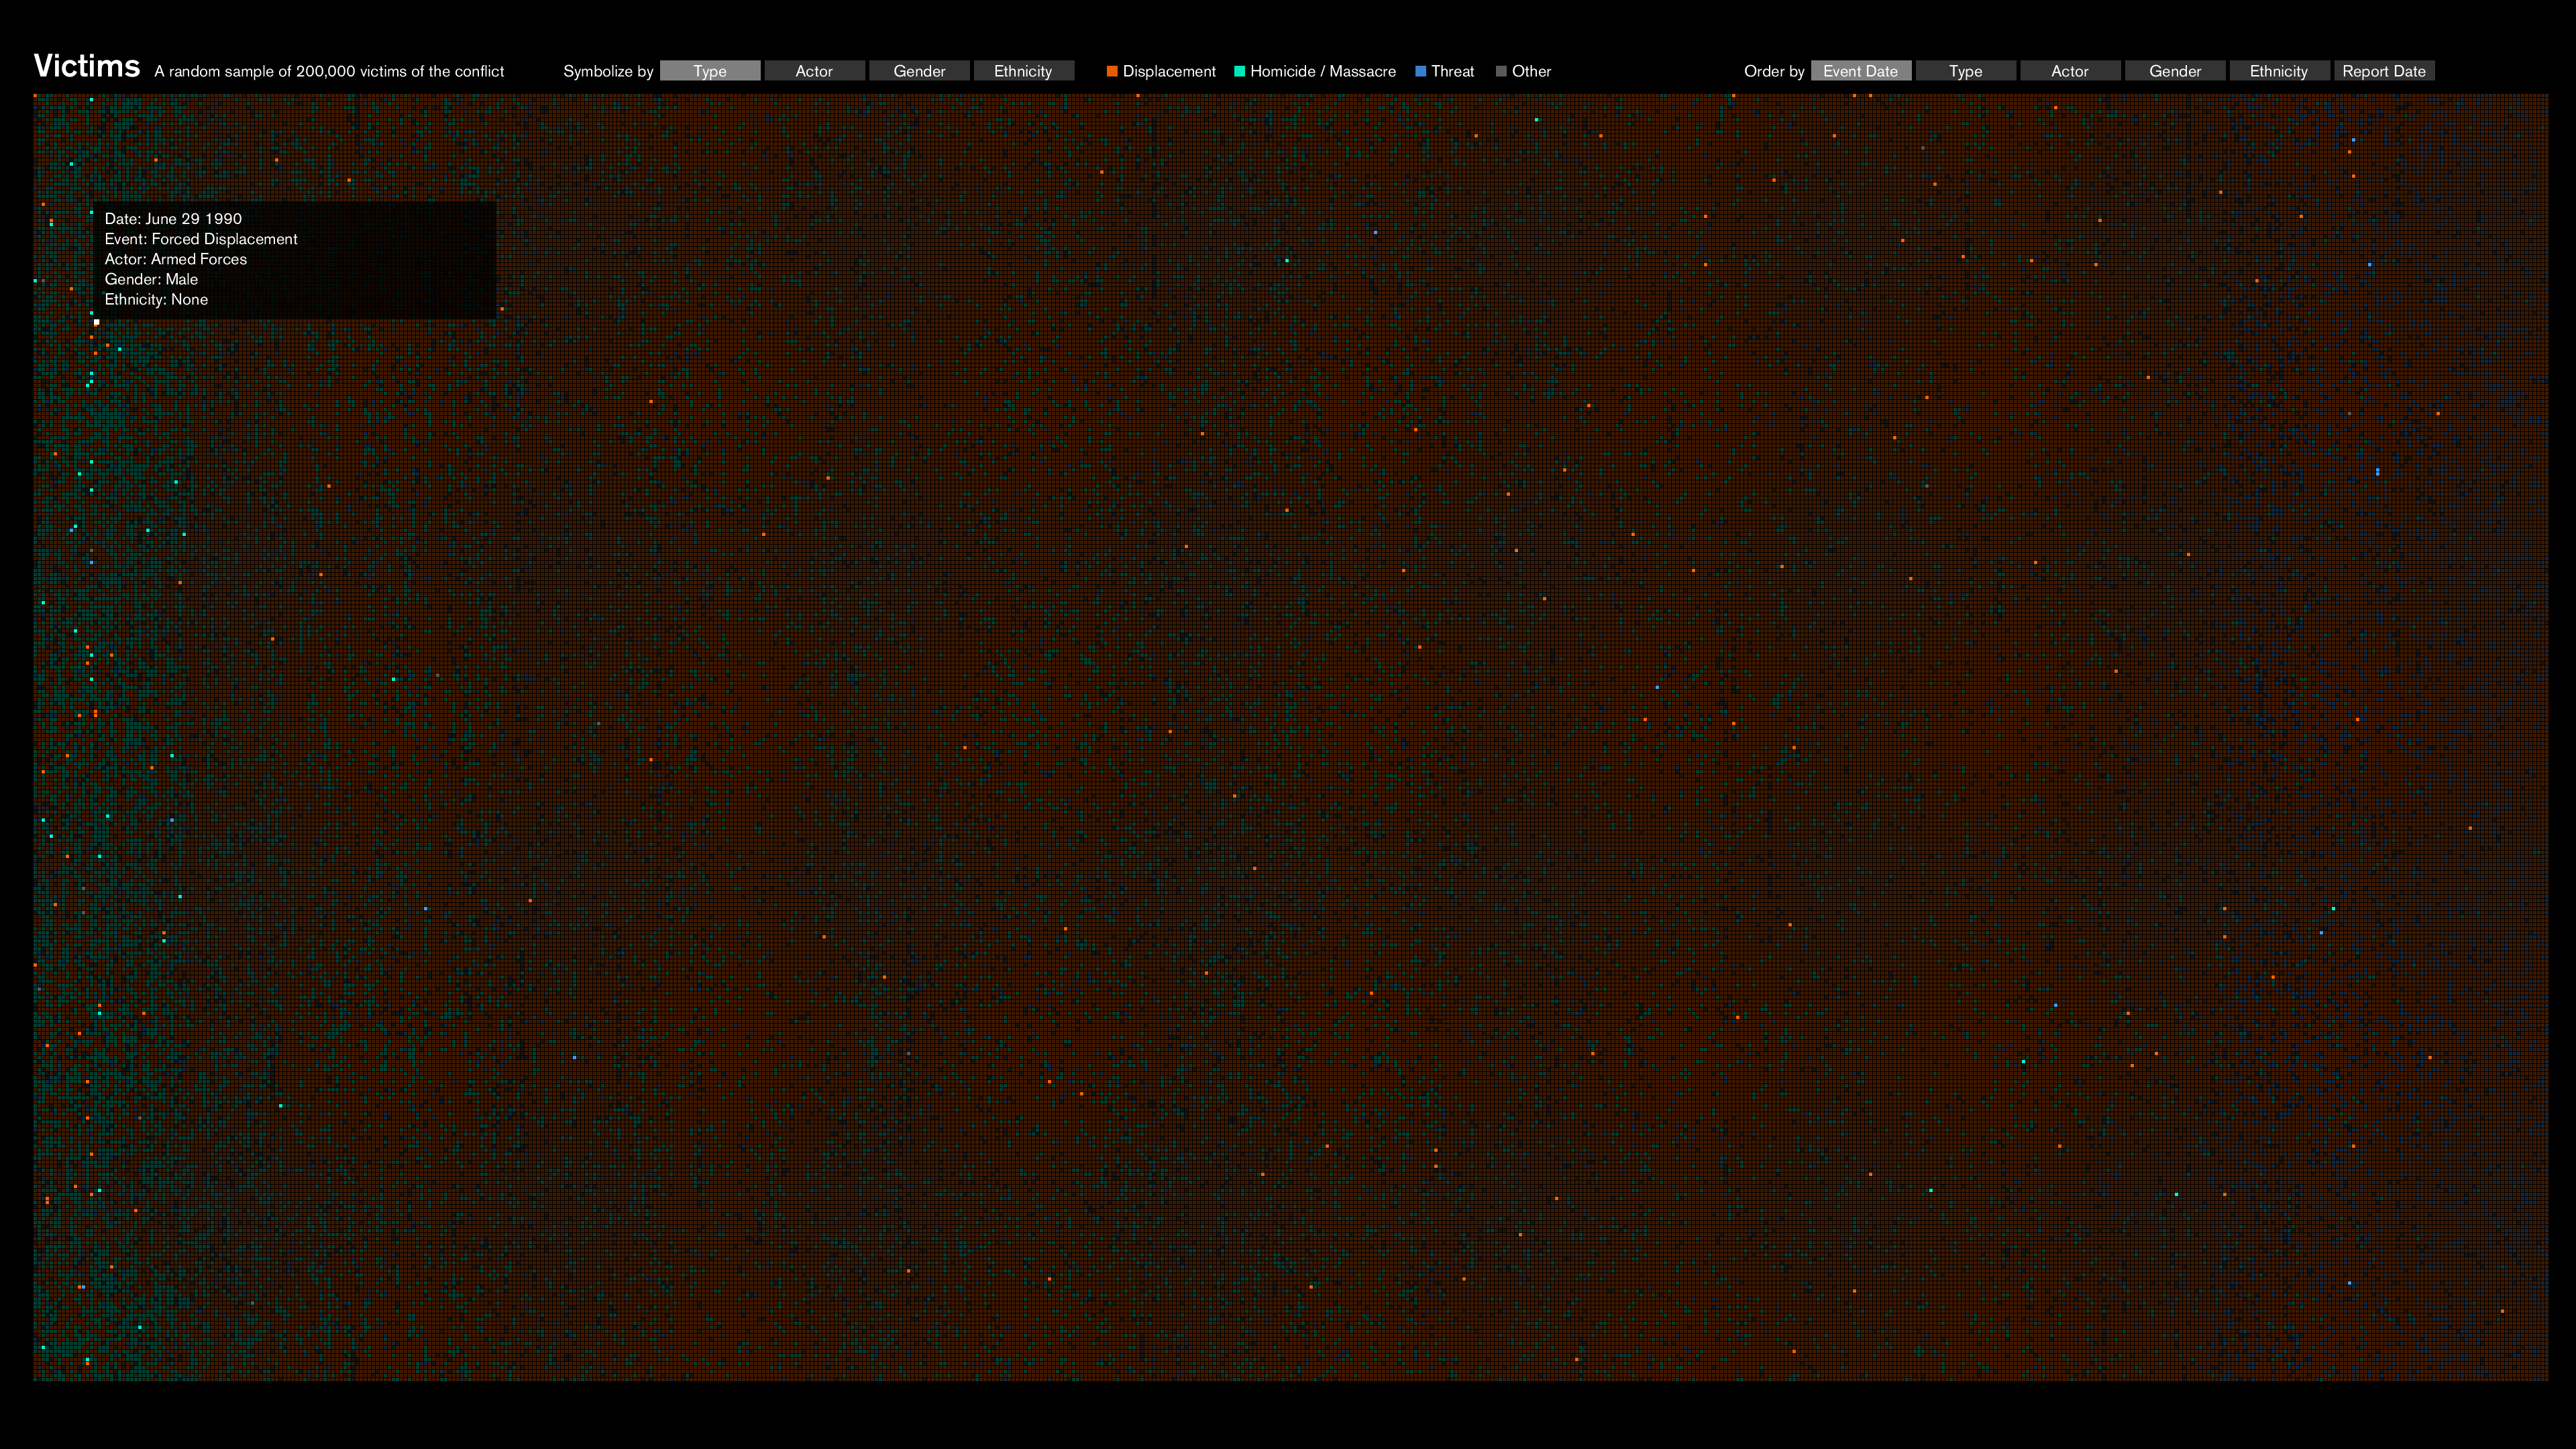 Victims A random sample of 200,000 victims of the conflict Symbolize by Type Actor Gender Ethnicity Displacement Homicide / Massacre Threat Other Order by Event Date Type Actor Gender Ethnicity Report Date
Date: June 29 1990
Event: Forced Displacement
Actor: Armed Forces
Gender: Male
Ethnicity: None